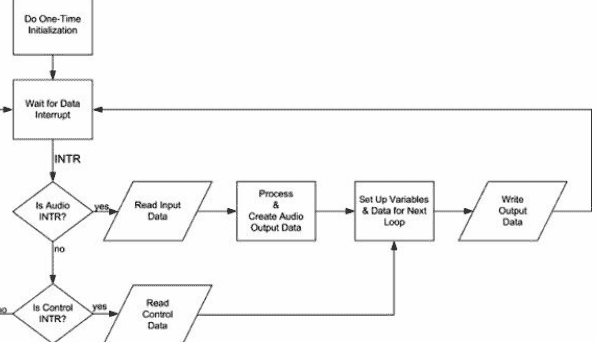 Do One-Time
Initialization
Wait for Data
Interrupt
INTR
Is Audio
INTR?
yes
Read Input
Data
Process
&
Create Audio
Output Data
Set Up Variables
& Data for Next
Loop
Write
Output
Data
no
no
Is Control
INTR?
yes
Read
Control
Data